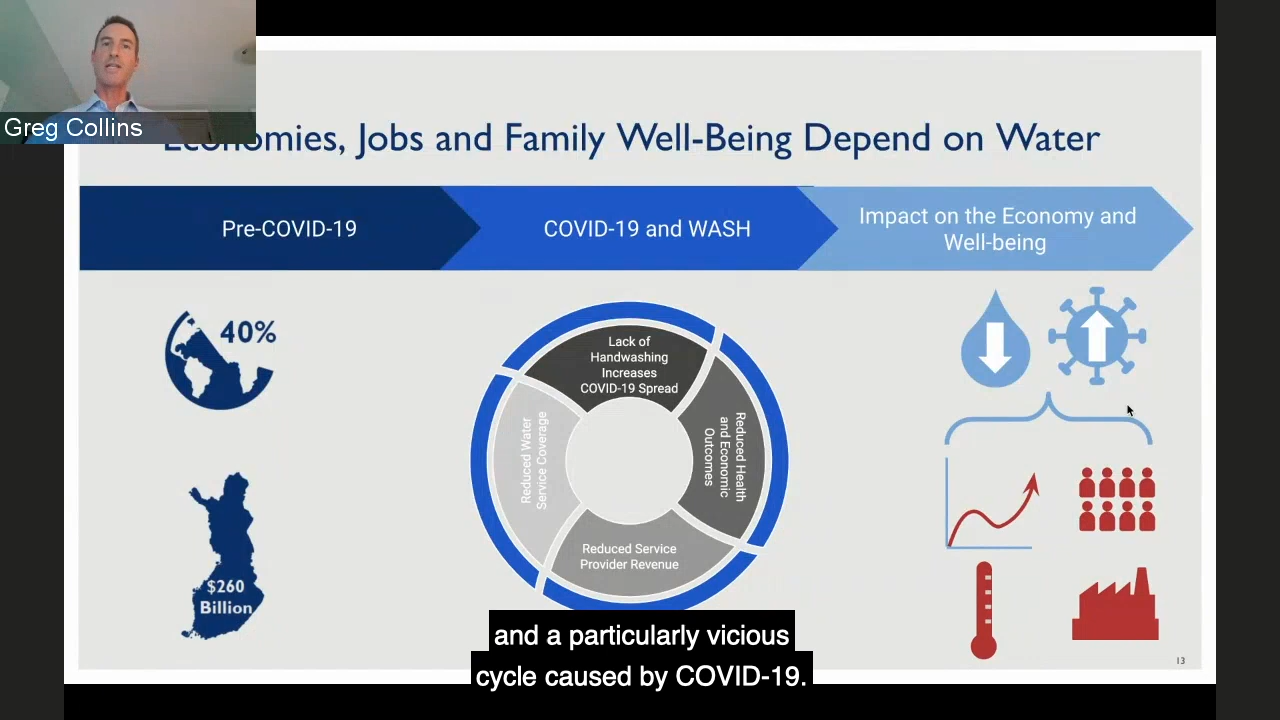 Greg Collins
Economies, Jobs and Family Well-Being Depend on Water
Pre-COVID-19
COVID-19 and WASH
Impact on the Economy and
Well-being
40%
$260
Billion
Lack of
Handwashing
Increases
COVID-19 Spread
Reduced Health
and Economic
Outcomes
Reduced Service
Provider Revenue
Reduced Water
Service Coverage
13
and a particularly vicious
cycle caused by COVID-19.